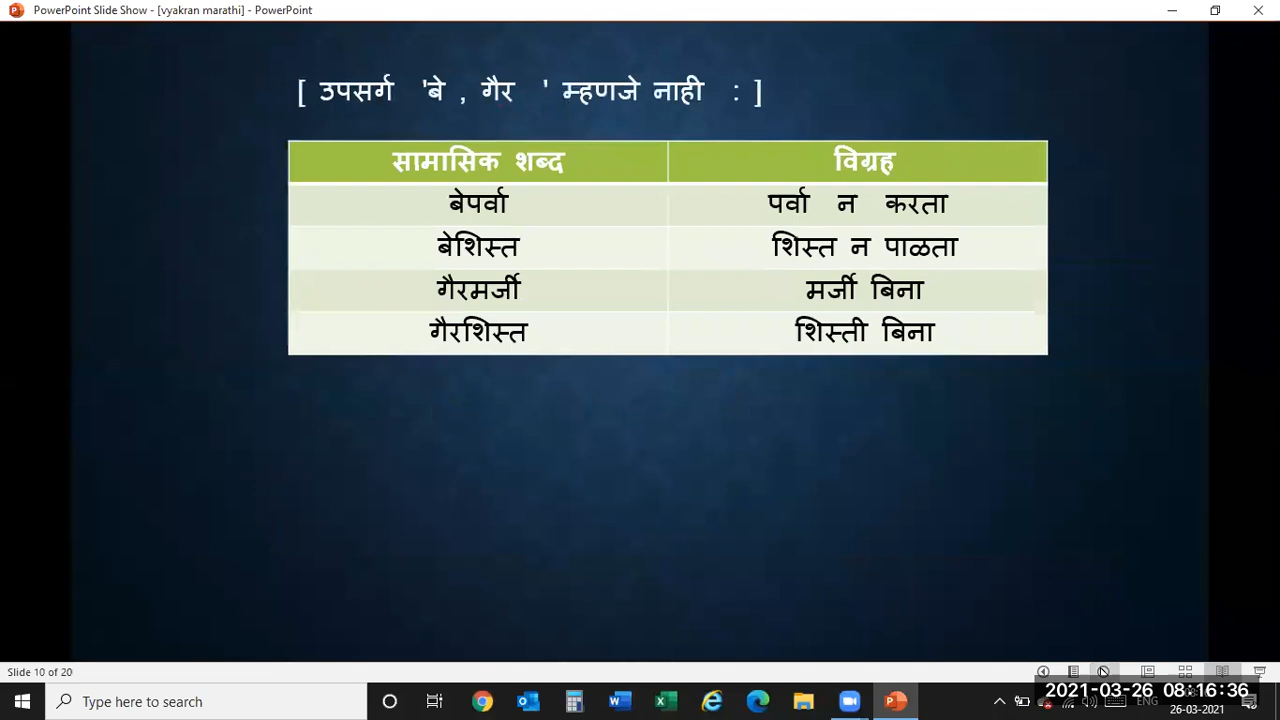 PowerPoint Slide Show - [vyakran marathi] - PowerPoint
[ उपसर्ग 'बे , गैर ' म्हणजे नाही : ]
सामासिक शब्द विग्रह
बेपर्वा पर्वा न करता
बेशिस्त शिस्त न पाळता
गैरमर्जी मर्जी बिना
गैरशिस्त शिस्ती बिना
Slide 10 of 20
2021-03-26 08:16:36
Type here to search
ENG
26-03-2021